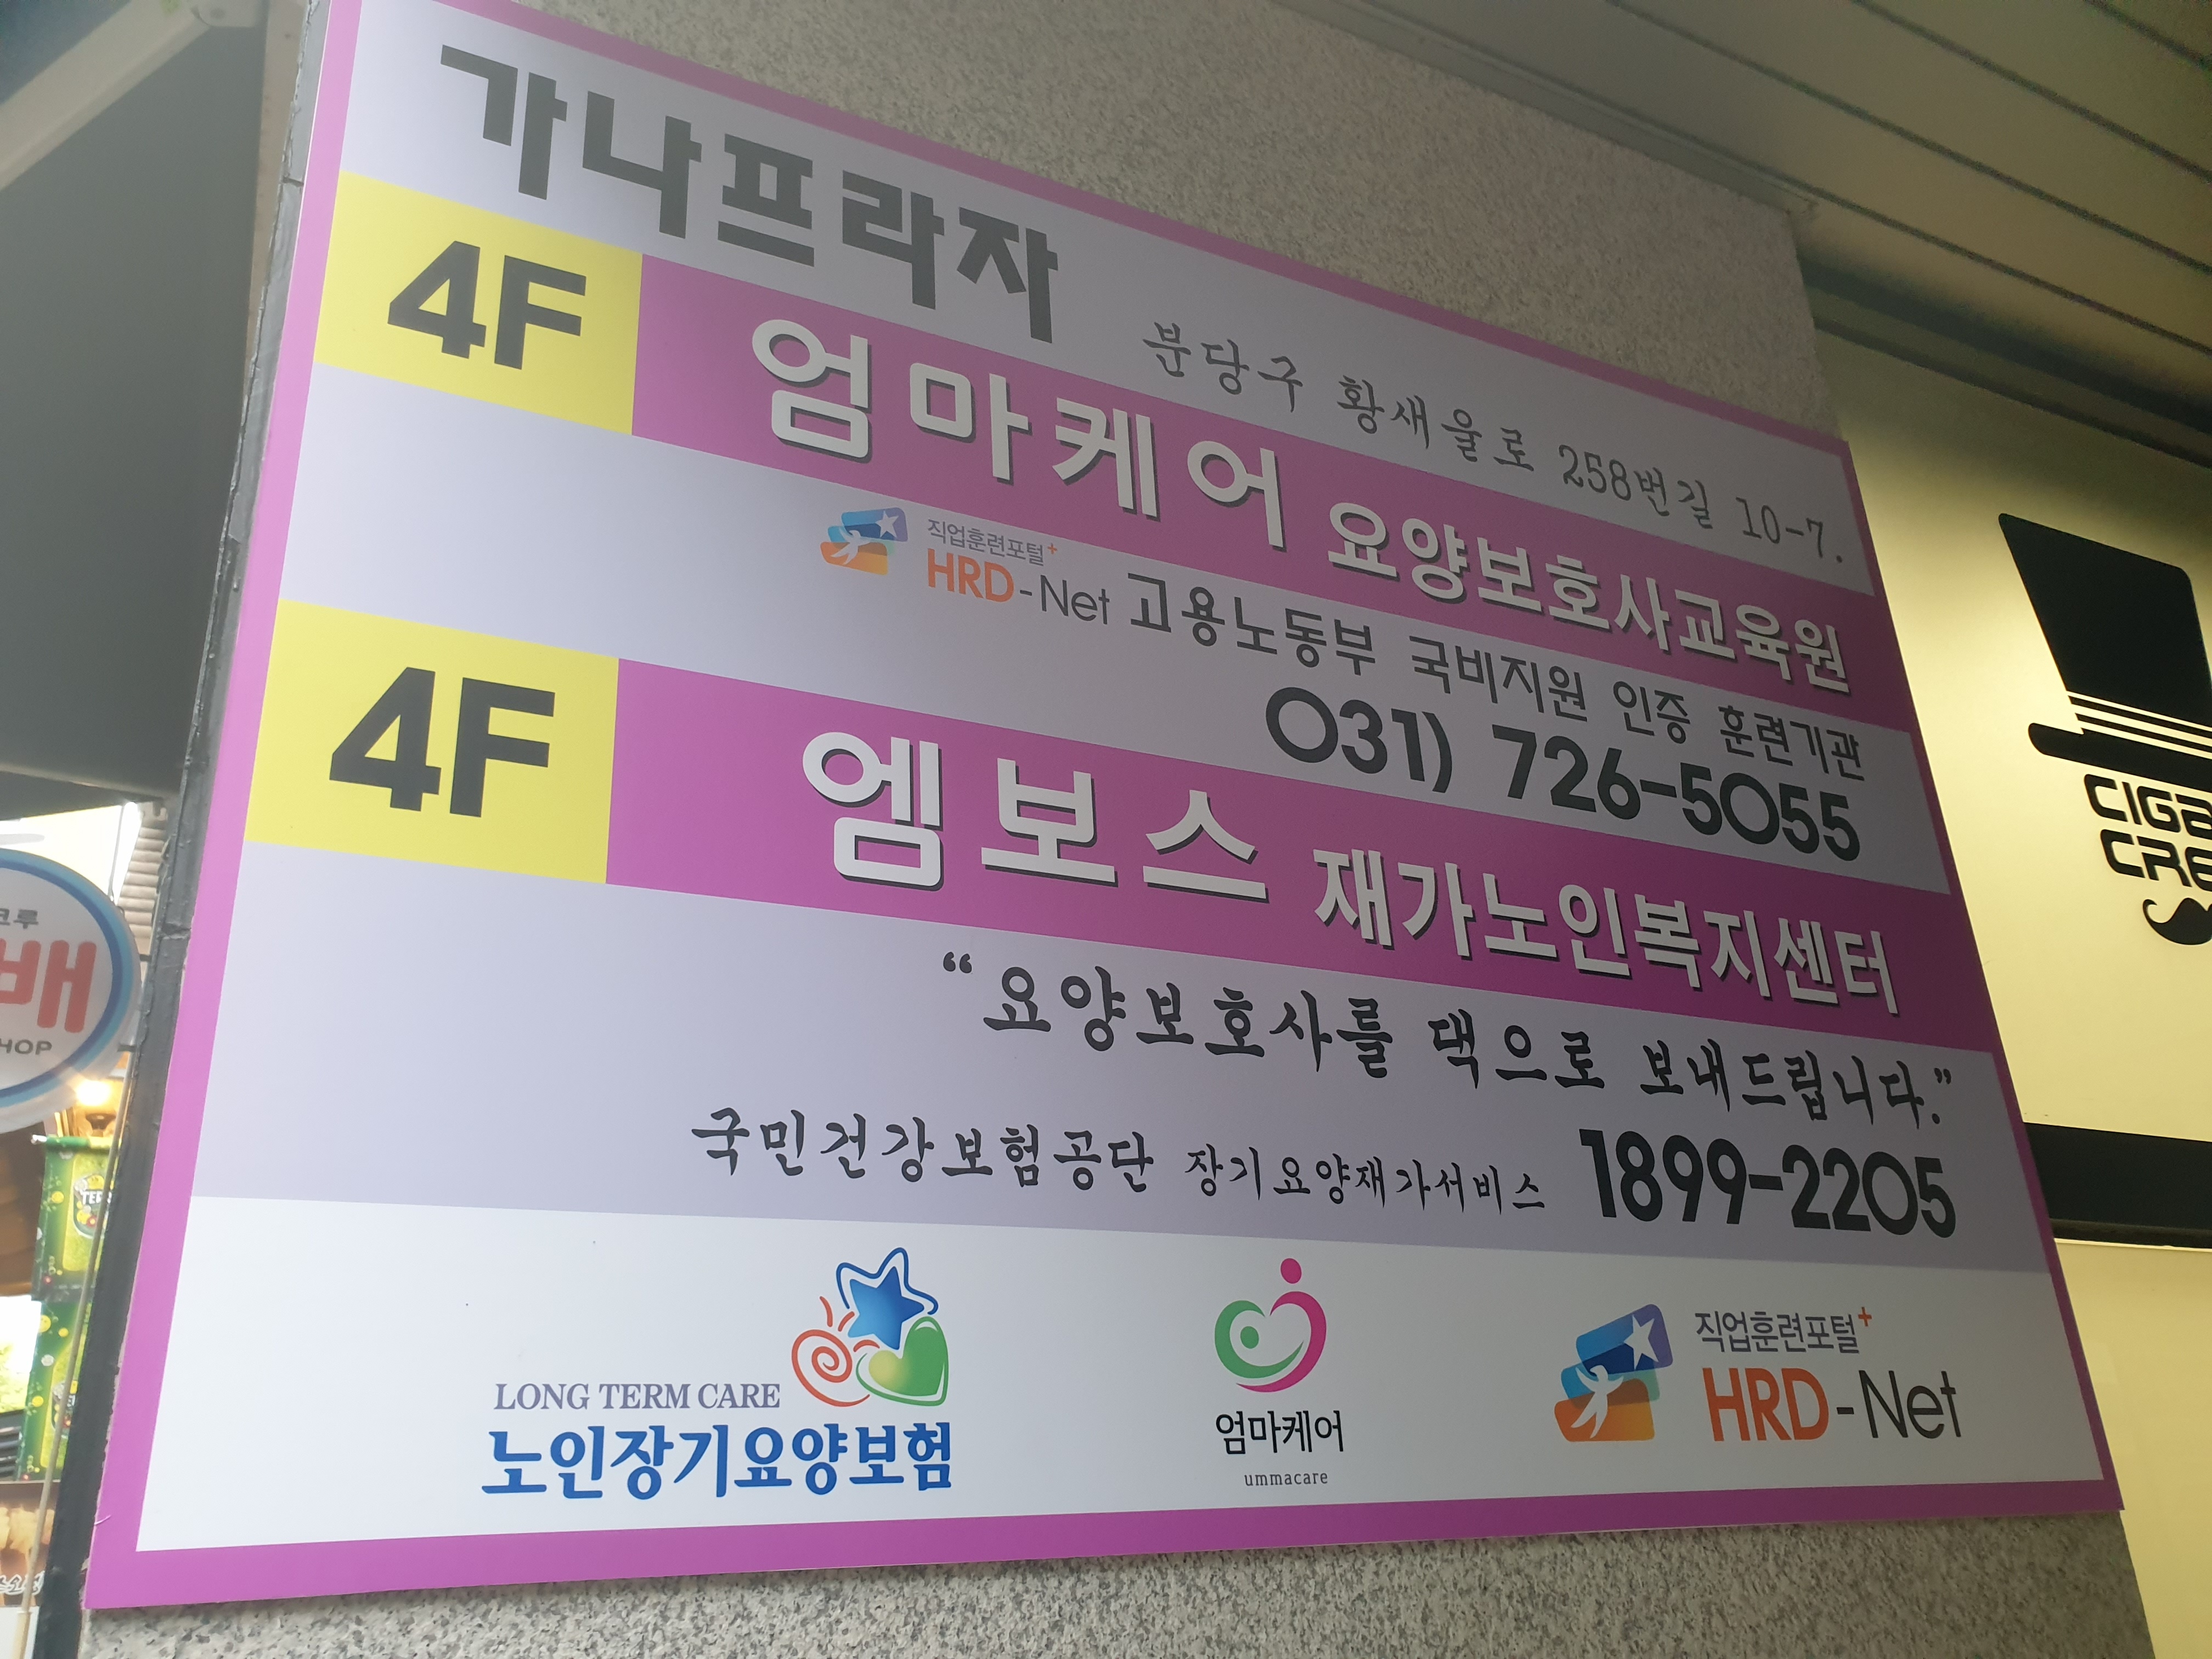 가나프라자
분당구 황새울로 258번길 10-7.
4F
엄마케어 요양보호사교육원
직업훈련포털+
HRD-Net 고용노동부 국비지원 인증 훈련기관
031) 726-5055
4F
엠보스 재가노인복지센터
“요양보호사를 댁으로 보내드립니다.”
국민건강보험공단 장기요양재가서비스 1899-2205
LONG TERM CARE
노인장기요양보험
엄마케어
ummacare
직업훈련포털+
HRD-Net